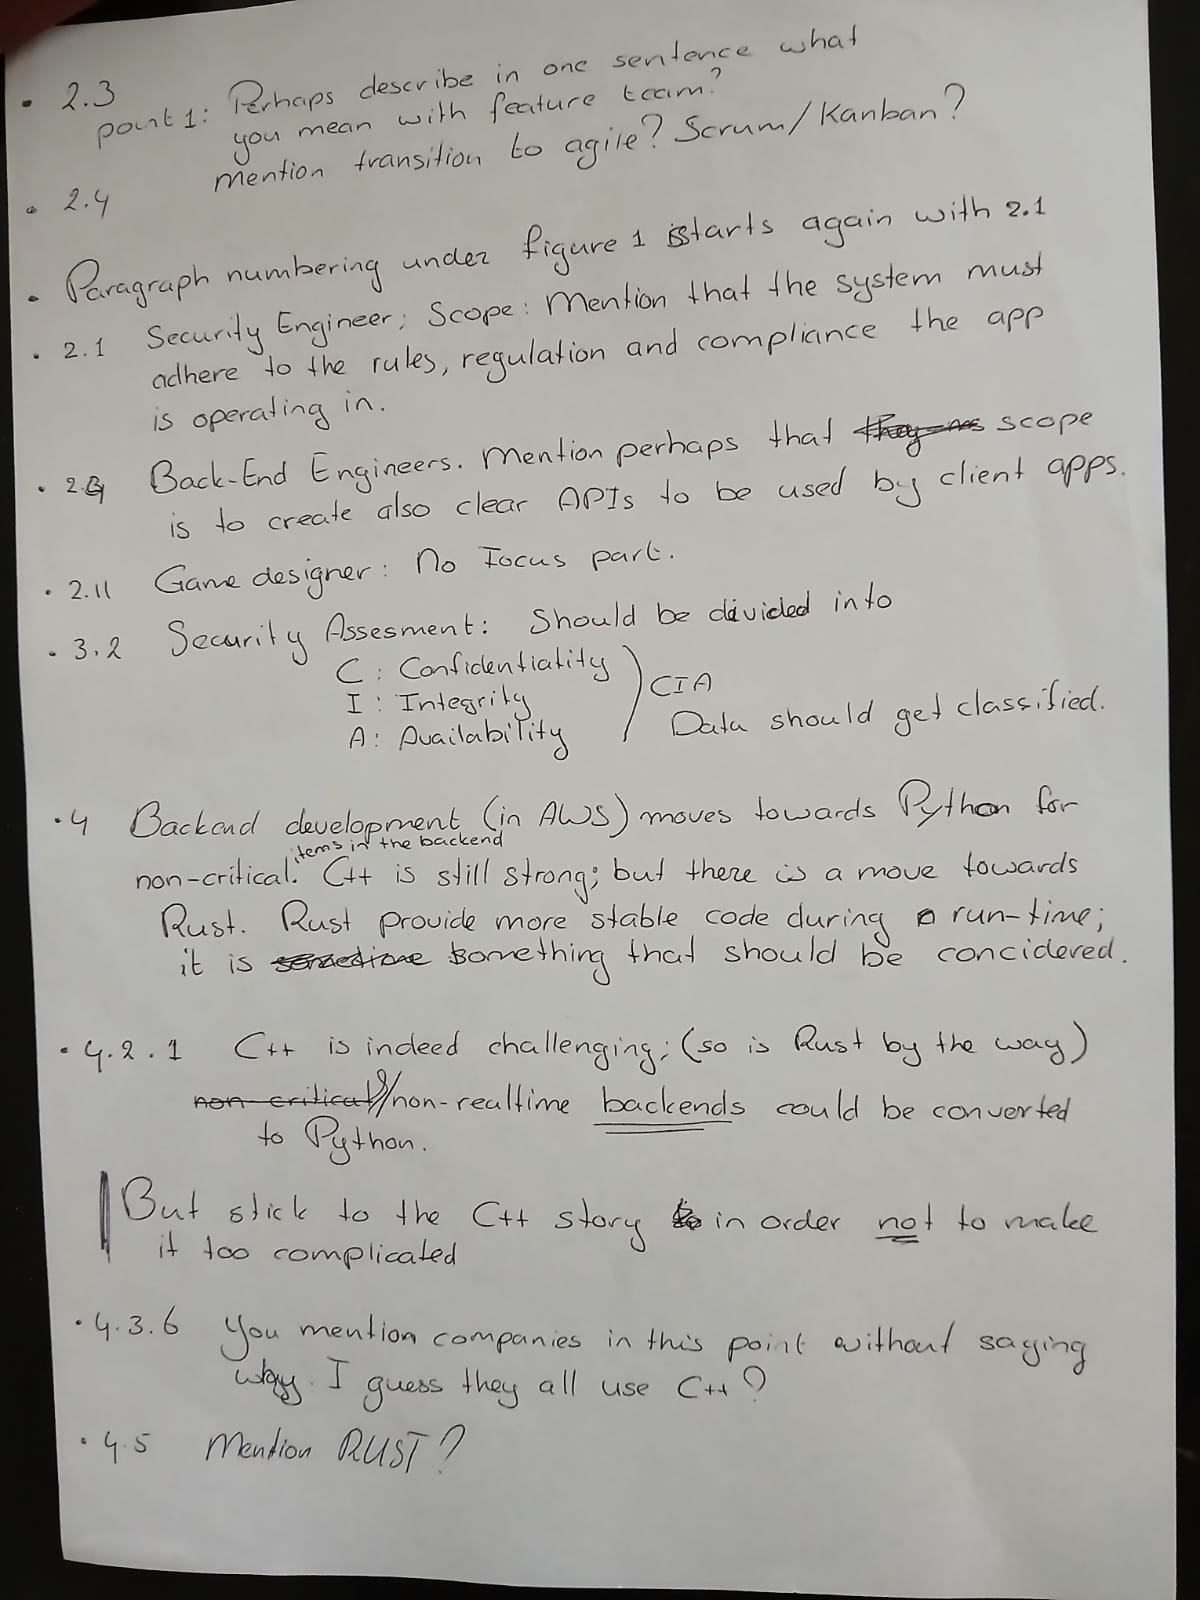 • 2.3
point 1: Perhaps describe in one sentence what
you mean with feature team?
• 2.4 mention transition to agile? Scrum/Kanban?
• Paragraph numbering under figure 1 starts again with 2.1
• 2.1 Security Engineer; Scope: Mention that the system must
adhere to the rules, regulation and compliance the app
is operating in.
• 2.9 Back-End Engineers. Mention perhaps that scope
is to create also clear APIs to be used by client apps.
• 2.11 Game designer: No Focus part.
• 3.2 Security Assesment: Should be divided into
C: Confidentiality
I: Integrity
A: Availability
CIA
Data should get classified.
• 4 Backend development (in AWS) moves towards Python for
items in the backend
non-critical. C++ is still strong; but there is a move towards
Rust. Rust provide more stable code during run-time;
it is something that should be concidered.
• 4.2.1 C++ is indeed challenging; (so is Rust by the way)
non-critical/non-realtime backends could be converted
to Python.
But stick to the C++ story in order not to make
it too complicated
• 4.3.6 You mention companies in this point without saying
why. I guess they all use C++?
• 4.5 Mention RUST?